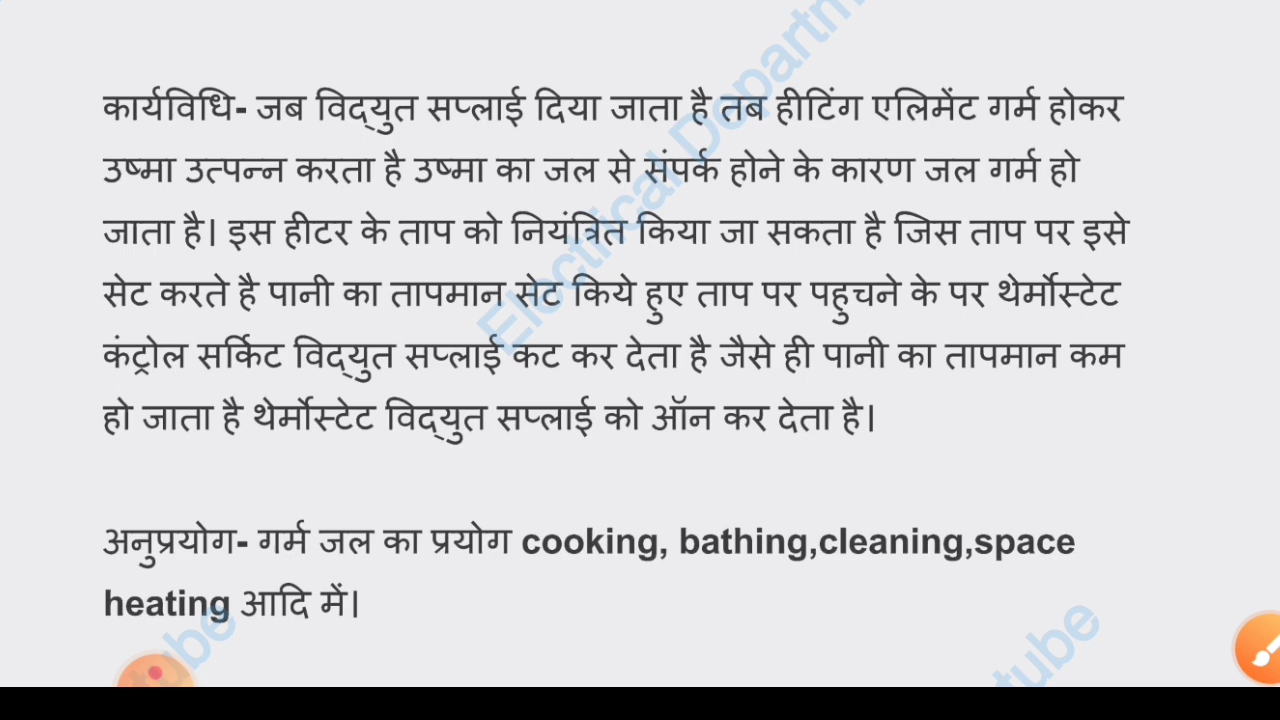 कार्यविधि- जब विद्युत सप्लाई दिया जाता है तब हीटिंग एलिमेंट गर्म होकर
उष्मा उत्पन्न करता है उष्मा का जल से संपर्क होने के कारण जल गर्म हो
जाता है। इस हीटर के ताप को नियंत्रित किया जा सकता है जिस ताप पर इसे
सेट करते है पानी का तापमान सेट किये हुए ताप पर पहुचने के पर थेर्मोस्टेट
कंट्रोल सर्किट विद्युत सप्लाई कट कर देता है जैसे ही पानी का तापमान कम
हो जाता है थेर्मोस्टेट विद्युत सप्लाई को ऑन कर देता है।
अनुप्रयोग- गर्म जल का प्रयोग cooking, bathing,cleaning,space
heating आदि में।
Electrical